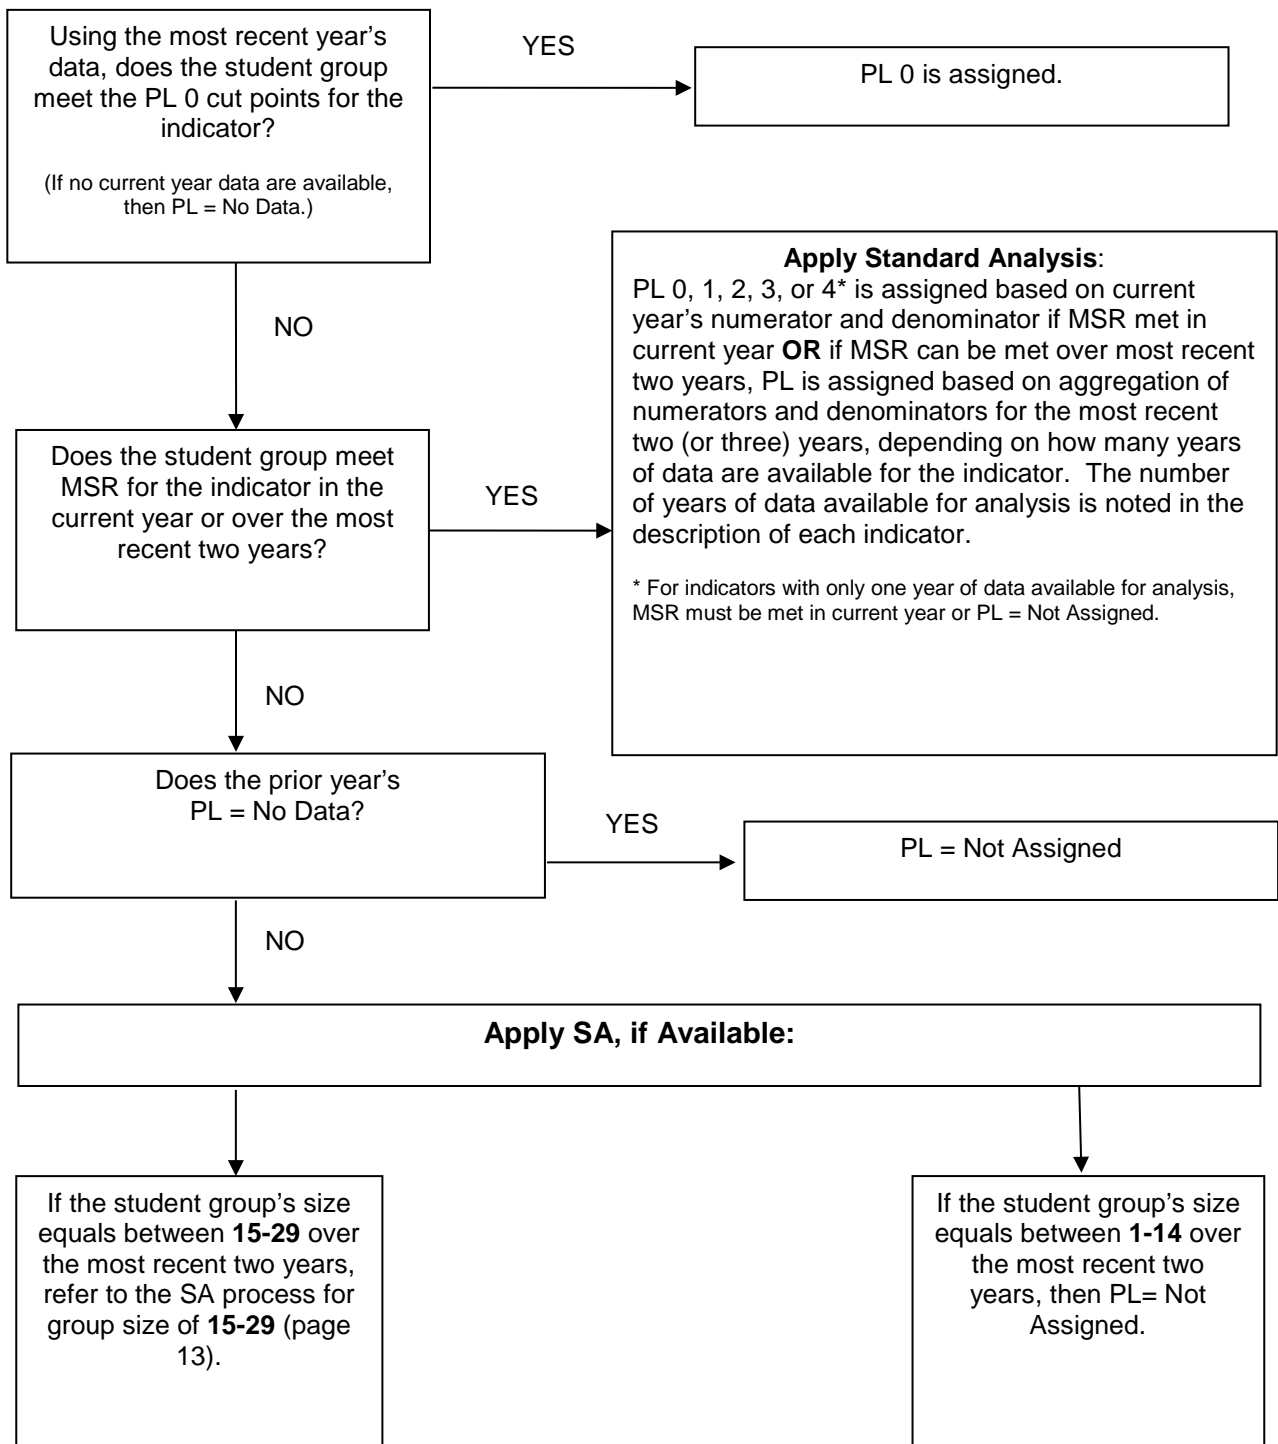 Using the most recent year's
data, does the student group
meet the PL 0 cut points for the
indicator?
(If no current year data are available,
then PL = No Data.)
YES
PL 0 is assigned.
NO
Apply Standard Analysis:
PL 0, 1, 2, 3, or 4* is assigned based on current
year's numerator and denominator if MSR met in
current year OR if MSR can be met over most recent
two years, PL is assigned based on aggregation of
numerators and denominators for the most recent
two (or three) years, depending on how many years
of data are available for the indicator. The number
of years of data available for analysis is noted in the
description of each indicator.
* For indicators with only one year of data available for analysis,
MSR must be met in current year or PL = Not Assigned.
Does the student group meet
MSR for the indicator in the
current year or over the most
recent two years?
YES
NO
Does the prior year's
PL = No Data?
YES
PL = Not Assigned
NO
Apply SA, if Available:
If the student group's size
equals between 15-29 over
the most recent two years,
refer to the SA process for
group size of 15-29 (page
13).
If the student group's size
equals between 1-14 over
the most recent two
years, then PL= Not
Assigned.